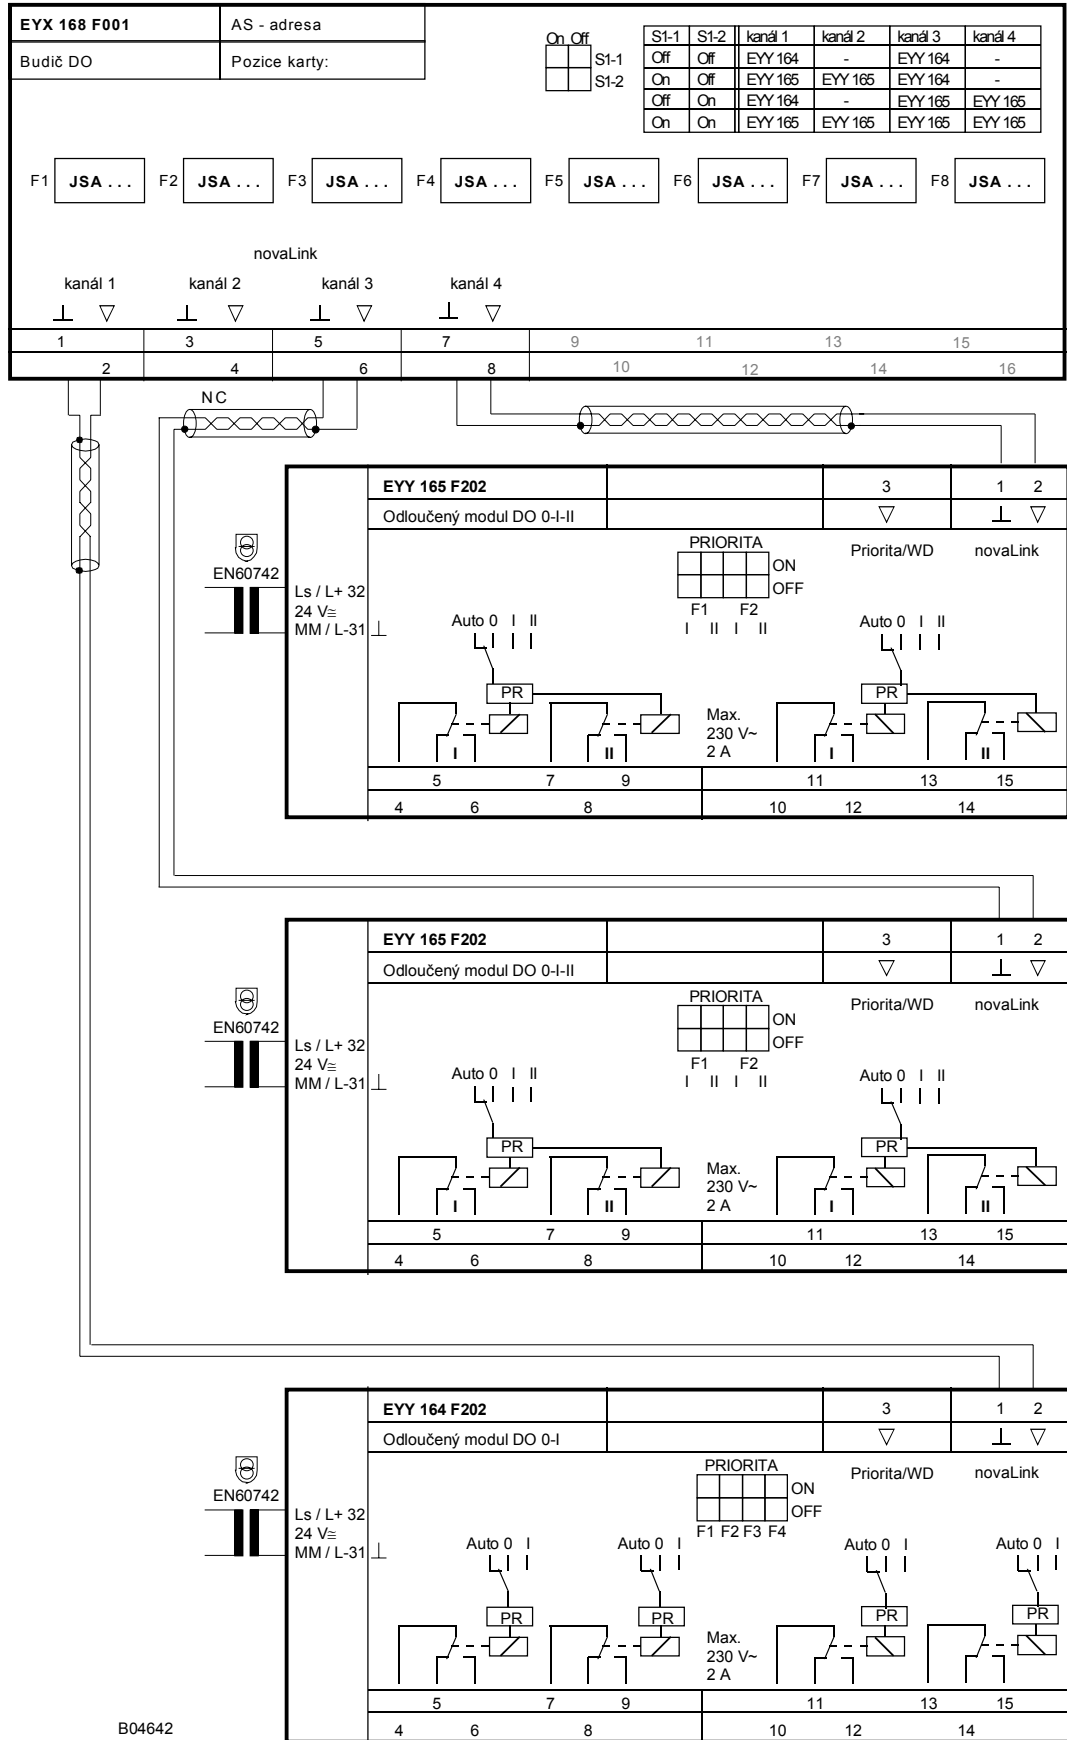 EYX 168 F001 AS - adresa
Budič DO Pozice karty:
On Off
S1-1
S1-2
S1-1 S1-2 kanál 1 kanál 2 kanál 3 kanál 4
Off Off EYY 164 - EYY 164 -
On Off EYY 165 EYY 165 EYY 164 -
Off On EYY 164 - EYY 165 EYY 165
On On EYY 165 EYY 165 EYY 165 EYY 165
F1 JSA . . . F2 JSA . . . F3 JSA . . . F4 JSA . . . F5 JSA . . . F6 JSA . . . F7 JSA . . . F8 JSA . . .
novaLink
kanál 1 kanál 2 kanál 3 kanál 4
1 3 5 7 9 11 13 15
2 4 6 8 10 12 14 16
NC
EYY 165 F202 3 1 2
Odloučený modul DO 0-I-II
PRIORITA Priorita/WD novaLink
ON
OFF
F1 F2
I II I II
EN60742
Ls / L+ 32
24 V≅
MM / L-31
Auto 0 I II Auto 0 I II
PR PR
Max.
230 V~
2 A
I II I II
5 7 9 11 13 15
4 6 8 10 12 14
EYY 165 F202 3 1 2
Odloučený modul DO 0-I-II
PRIORITA Priorita/WD novaLink
ON
OFF
F1 F2
I II I II
EN60742
Ls / L+ 32
24 V≅
MM / L-31
Auto 0 I II Auto 0 I II
PR PR
Max.
230 V~
2 A
I II I II
5 7 9 11 13 15
4 6 8 10 12 14
EYY 164 F202 3 1 2
Odloučený modul DO 0-I
PRIORITA Priorita/WD novaLink
ON
OFF
F1 F2 F3 F4
EN60742
Ls / L+ 32
24 V≅
MM / L-31
Auto 0 I Auto 0 I Auto 0 I Auto 0 I
PR PR PR PR
Max.
230 V~
2 A
5 7 9 11 13 15
B04642 4 6 8 10 12 14